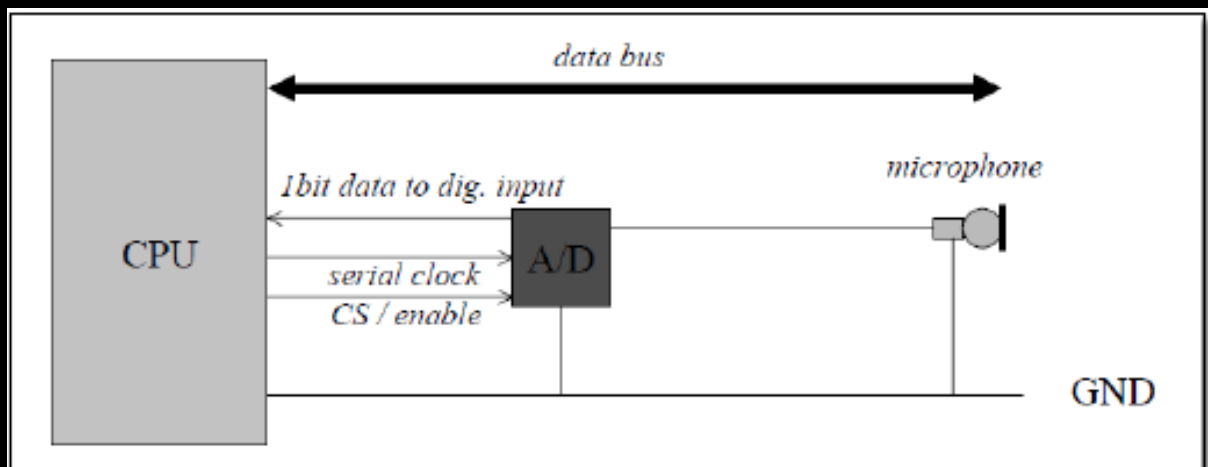 data bus
microphone
1bit data to dig. input
CPU
A/D
serial clock
CS / enable
GND